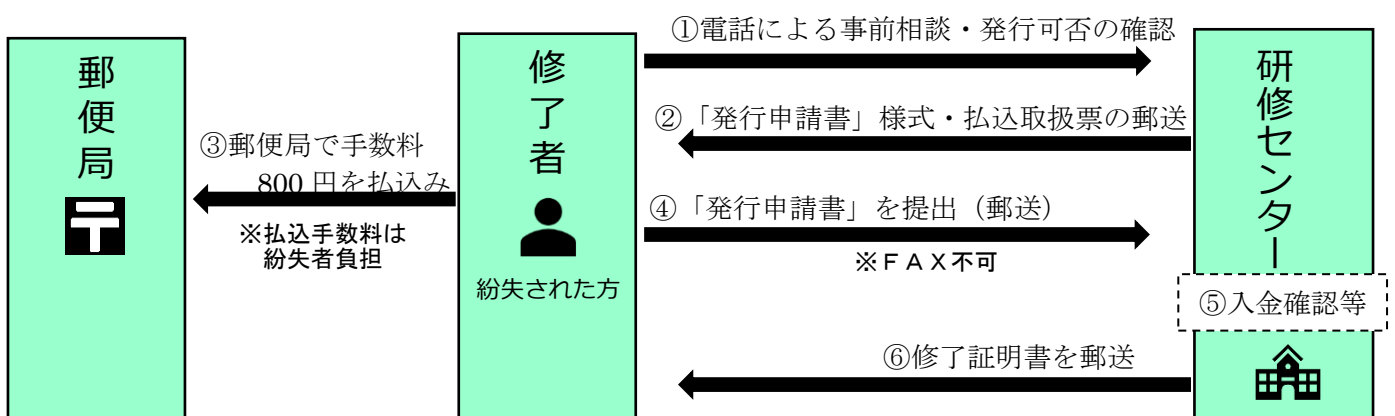 郵便局
③郵便局で手数料
800 円を払込み
※払込手数料は
紛失者負担
修了者
紛失された方
①電話による事前相談・発行可否の確認
②「発行申請書」様式・払込取扱票の郵送
④「発行申請書」を提出（郵送）
※ＦＡＸ不可
⑥修了証明書を郵送
研修センター
⑤入金確認等